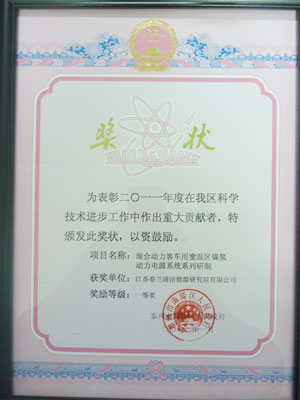 奖状
为表彰二〇一一年度在我区科学
技术进步工作中作出重大贡献者，特
颁发此奖状，以资鼓励。
项目名称：混合动力客车用宽温区镍氢
动力电源系统系列研制
获奖单位：江苏春兰清洁能源研究院有限公司
奖励等级：一等奖